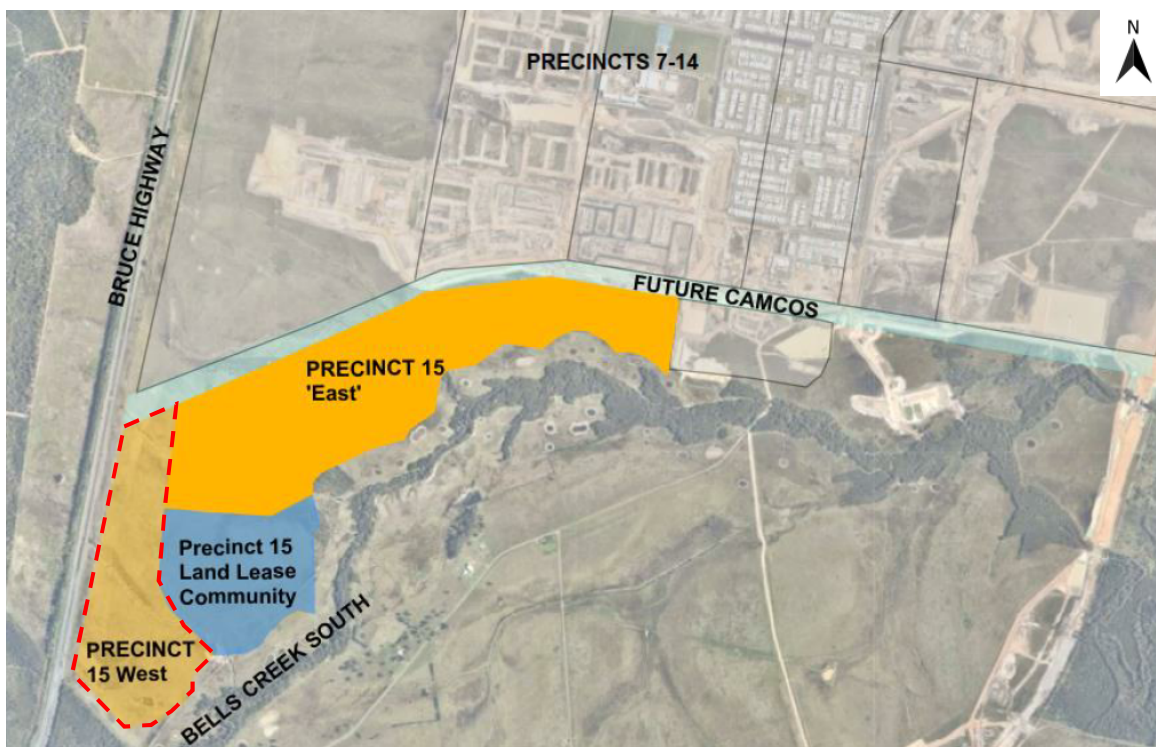 N
PRECINCTS 7-14
BRUCE HIGHWAY
FUTURE CAMCOS
PRECINCT 15
'East'
Precinct 15
Land Lease
Community
PRECINCT
15 West
BELLS CREEK SOUTH